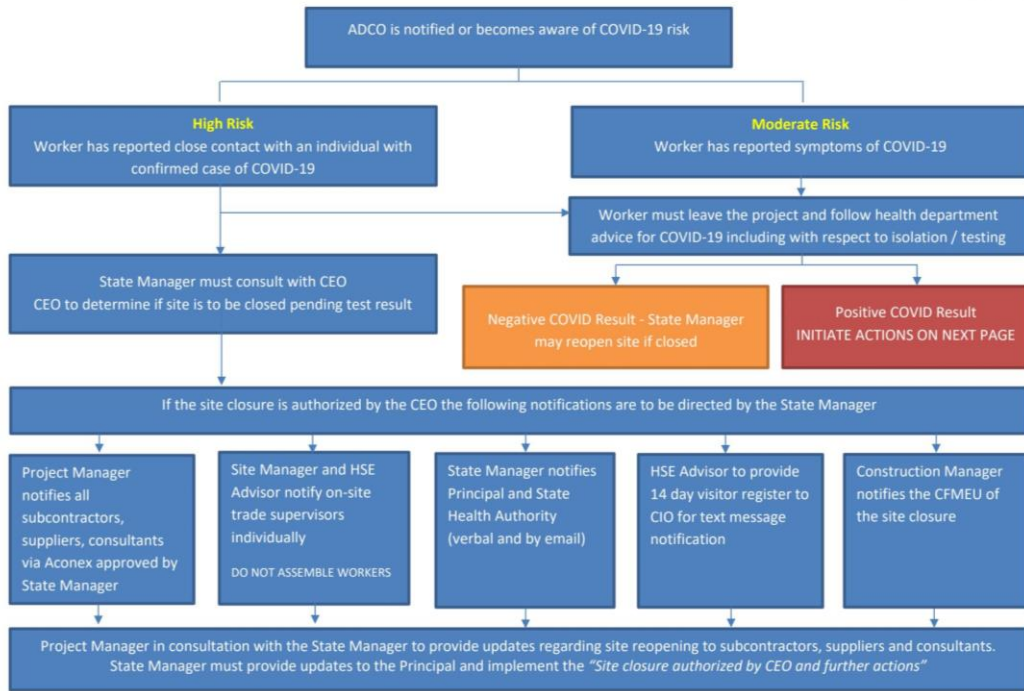 ADCO is notified or becomes aware of COVID-19 risk
High Risk
Worker has reported close contact with an individual with
confirmed case of COVID-19
Moderate Risk
Worker has reported symptoms of COVID-19
Worker must leave the project and follow health department
advice for COVID-19 including with respect to isolation / testing
State Manager must consult with CEO
CEO to determine if site is to be closed pending test result
Negative COVID Result - State Manager
may reopen site if closed
Positive COVID Result
INITIATE ACTIONS ON NEXT PAGE
If the site closure is authorized by the CEO the following notifications are to be directed by the State Manager
Project Manager
notifies all
subcontractors,
suppliers, consultants
via Aconex approved by
State Manager
Site Manager and HSE
Advisor notify on-site
trade supervisors
individually
DO NOT ASSEMBLE WORKERS
State Manager notifies
Principal and State
Health Authority
(verbal and by email)
HSE Advisor to provide
14 day visitor register to
CIO for text message
notification
Construction Manager
notifies the CFMEU of
the site closure
Project Manager in consultation with the State Manager to provide updates regarding site reopening to subcontractors, suppliers and consultants.
State Manager must provide updates to the Principal and implement the “Site closure authorized by CEO and further actions”